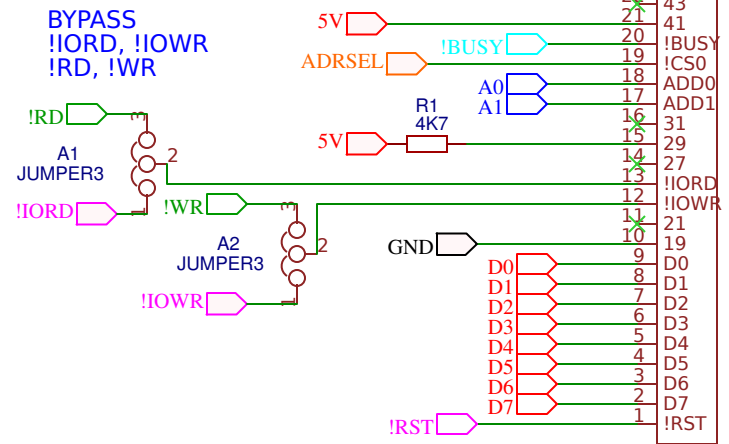 BYPASS
!IORD, !IOWR
!RD, !WR
43
5V
21
41
!BUSY
20
!BUSY
ADRSEL
19
!CS0
A0
18
ADD0
A1
17
ADD1
R1
4K7
16
31
5V
15
29
14
27
!RD
3
A1
JUMPER3
2
1
!IORD
13
!IORD
!WR
3
12
!IOWR
A2
JUMPER3
2
1
!IOWR
11
21
GND
10
19
D0
9
D0
D1
8
D1
D2
7
D2
D3
6
D3
D4
5
D4
D5
4
D5
D6
3
D6
D7
2
D7
!RST
1
!RST